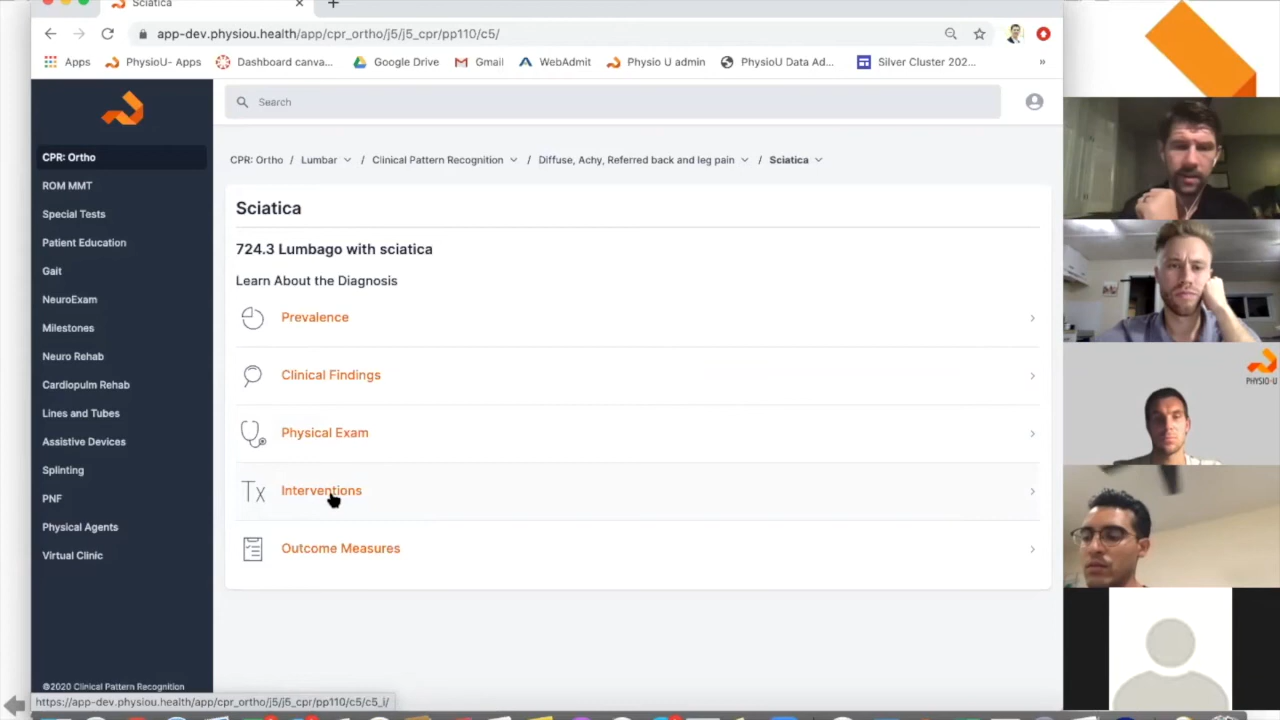 Sciatica
app-dev.physiou.health/app/cpr_ortho/j5/j5_cpr/pp110/c5/
Apps
PhysioU- Apps
Dashboard canva...
Google Drive
Gmail
WebAdmit
Physio U admin
PhysioU Data Ad...
Silver Cluster 202...
»
Search
CPR: Ortho
ROM MMT
Special Tests
Patient Education
Gait
NeuroExam
Milestones
Neuro Rehab
Cardiopulm Rehab
Lines and Tubes
Assistive Devices
Splinting
PNF
Physical Agents
Virtual Clinic
©2020 Clinical Pattern Recognition
CPR: Ortho / Lumbar / Clinical Pattern Recognition / Diffuse, Achy, Referred back and leg pain / Sciatica
Sciatica
724.3 Lumbago with sciatica
Learn About the Diagnosis
Prevalence
Clinical Findings
Physical Exam
Tx Interventions
Outcome Measures
https://app-dev.physiou.health/app/cpr_ortho/j5/j5_cpr/pp110/c5/c5_i/
PHYSIO-U